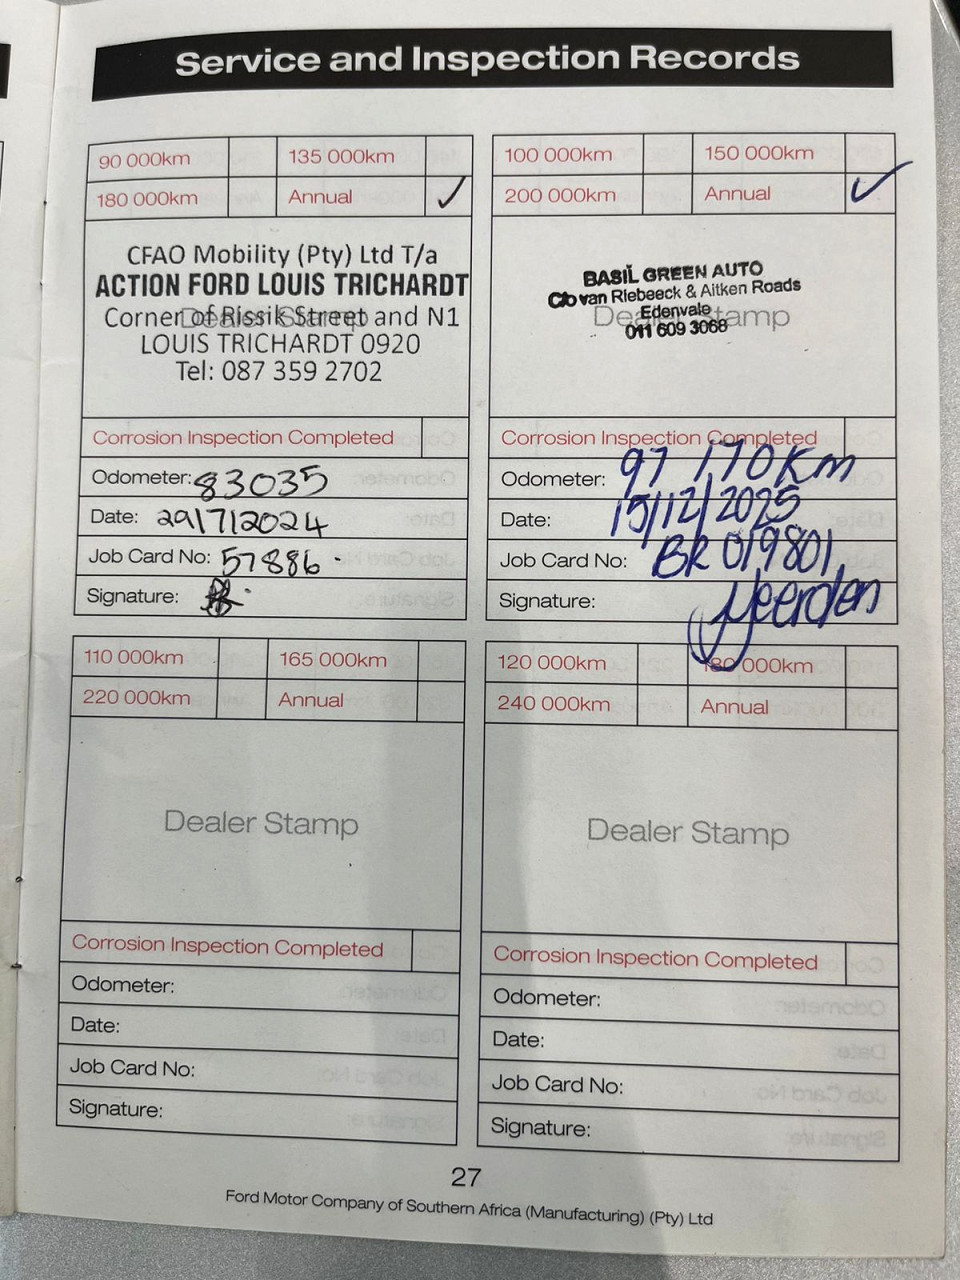 Service and Inspection Records
90 000km 135 000km
180 000km Annual ✓
CFAO Mobility (Pty) Ltd T/a
ACTION FORD LOUIS TRICHARDT
Dealer Stamp
Corner of Rissik Street and N1
LOUIS TRICHARDT 0920
Tel: 087 359 2702
Corrosion Inspection Completed
Odometer: 83035
Date: 29/7/2024
Job Card No: 57886
Signature:
100 000km 150 000km
200 000km Annual ✓
BASIL GREEN AUTO
C/o van Riebeeck & Aitken Roads
Edenvale
Dealer Stamp
011 609 3068
Corrosion Inspection Completed
Odometer: 97 170Km
Date: 15/12/2025
Job Card No: BR 019801
Signature:
110 000km 165 000km
220 000km Annual
Dealer Stamp
Corrosion Inspection Completed
Odometer:
Date:
Job Card No:
Signature:
120 000km 180 000km
240 000km Annual
Dealer Stamp
Corrosion Inspection Completed
Odometer:
Date:
Job Card No:
Signature:
27
Ford Motor Company of Southern Africa (Manufacturing) (Pty) Ltd